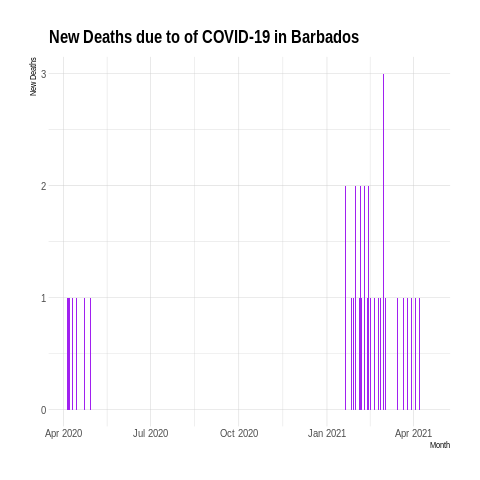 New Deaths due to of COVID-19 in Barbados
New Deaths
3
2
1
0
Apr 2020 Jul 2020 Oct 2020 Jan 2021 Apr 2021
Month